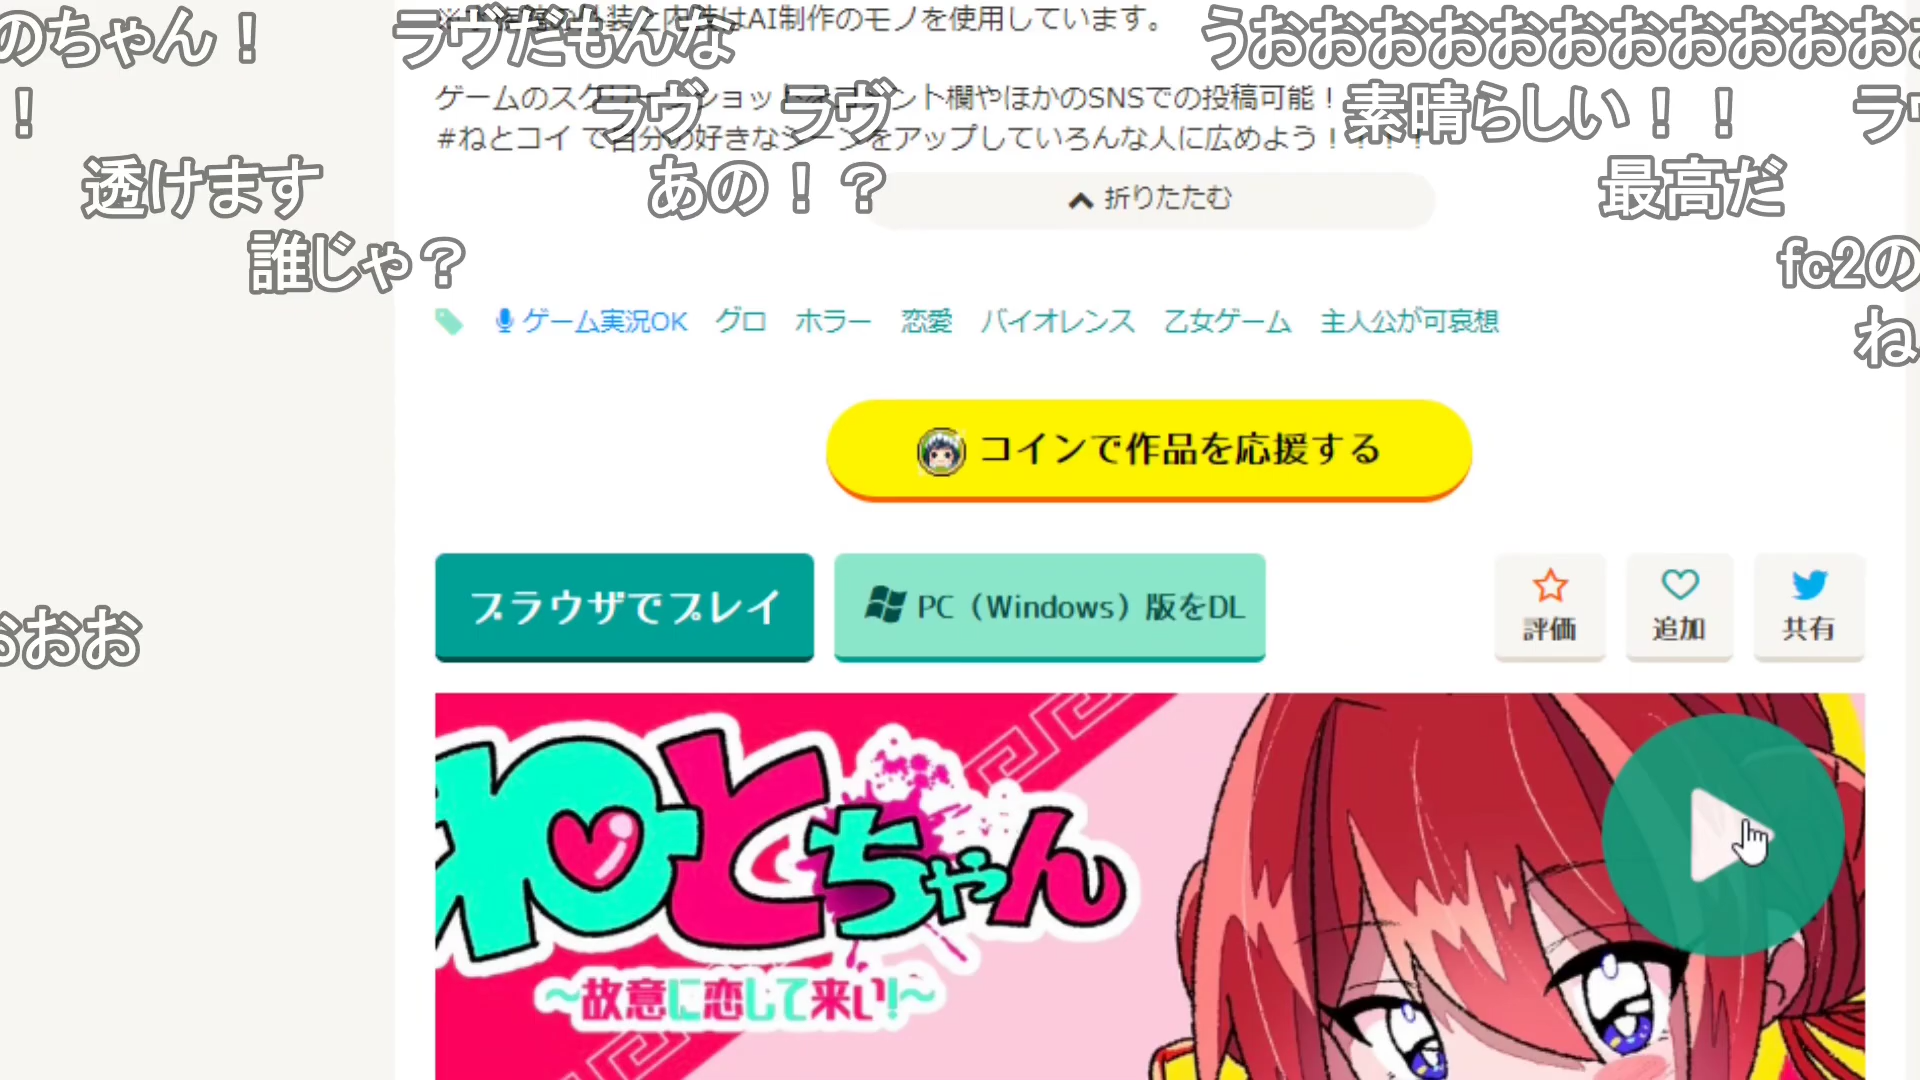 のちゃん！
ラヴだもんな
うおおおおおおおおおおお
はAI制作のモノを使用しています。
！
ラヴ ラヴ
素晴らしい！！
ラヴ
ゲームのスクリーンショットをコメント欄やほかのSNSでの投稿可能！
#ねとコイ で自分の好きなシーンをアップしていろんな人に広めよう！！！！
透けます
あの！？
最高だ
折りたたむ
誰じゃ？
fc2の
ね
ゲーム実況OK グロ ホラー 恋愛 バイオレンス 乙女ゲーム 主人公が可哀想
コインで作品を応援する
ブラウザでプレイ
PC（Windows）版をDL
評価
追加
共有
おおお
ねとちゃん
～故意に恋して来い!～